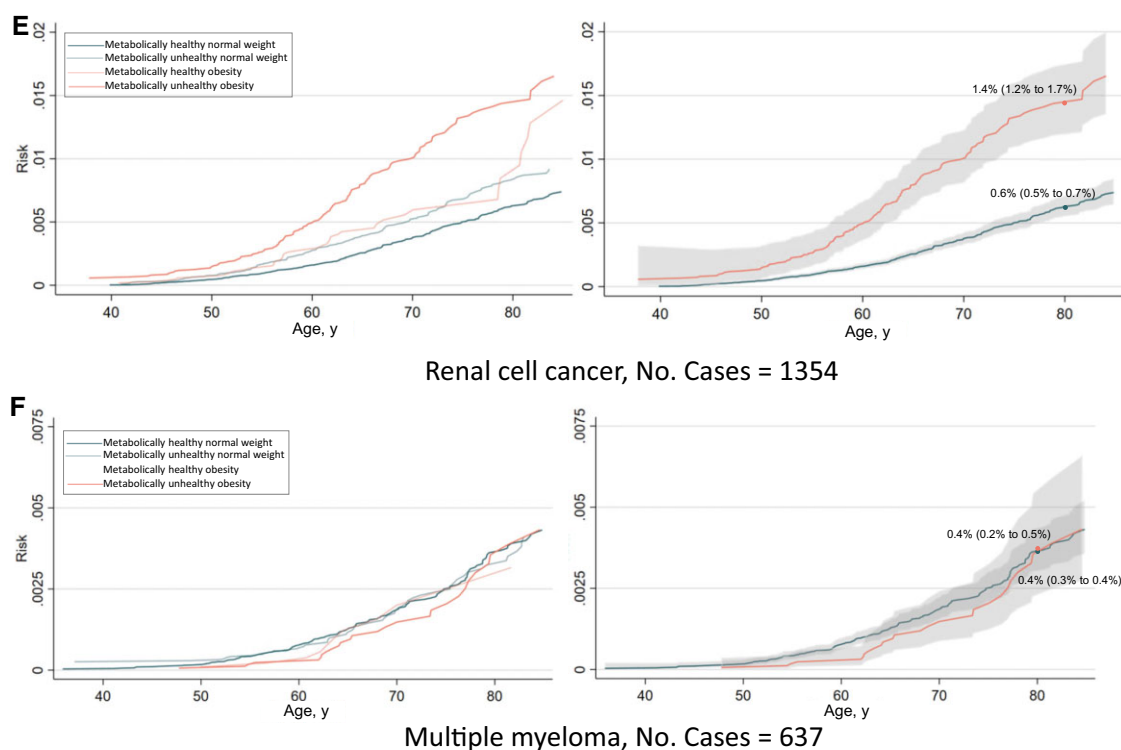 E
Metabolically healthy normal weight
Metabolically unhealthy normal weight
Metabolically healthy obesity
Metabolically unhealthy obesity
Risk
.02
.015
.01
.005
0
40 50 60 70 80
Age, y
.02
.015
.01
.005
0
1.4% (1.2% to 1.7%)
0.6% (0.5% to 0.7%)
40 50 60 70 80
Age, y
Renal cell cancer, No. Cases = 1354
F
Metabolically healthy normal weight
Metabolically unhealthy normal weight
Metabolically healthy obesity
Metabolically unhealthy obesity
Risk
.0075
.005
.0025
0
40 50 60 70 80
Age, y
.0075
.005
.0025
0
0.4% (0.2% to 0.5%)
0.4% (0.3% to 0.4%)
40 50 60 70 80
Age, y
Multiple myeloma, No. Cases = 637